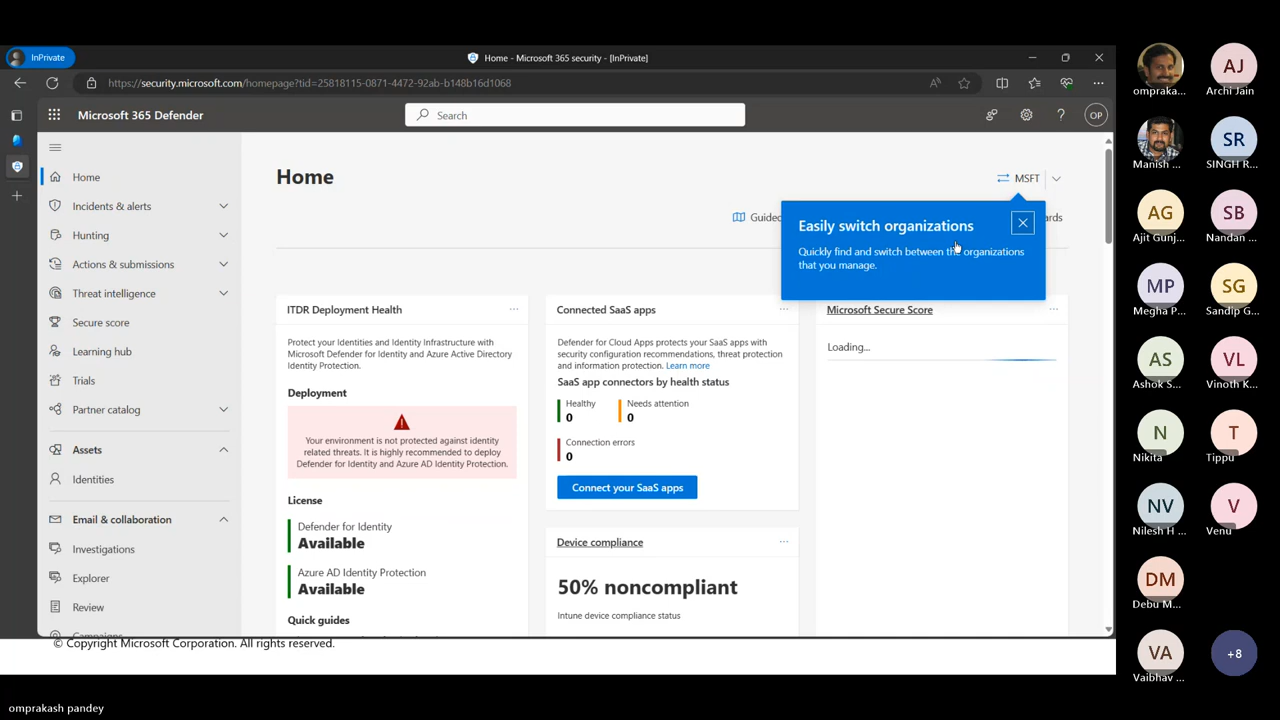 InPrivate
Home - Microsoft 365 security - [InPrivate]
https://security.microsoft.com/homepage?tid=25818115-0871-4472-92ab-b148b16d1068
Microsoft 365 Defender
Search
OP
Home
Incidents & alerts
Hunting
Actions & submissions
Threat intelligence
Secure score
Learning hub
Trials
Partner catalog
Assets
Identities
Email & collaboration
Investigations
Explorer
Review
Campaigns
Home
MSFT
Guided
ards
Easily switch organizations
Quickly find and switch between the organizations
that you manage.
ITDR Deployment Health
Protect your Identities and Identity Infrastructure with
Microsoft Defender for Identity and Azure Active Directory
Identity Protection.
Deployment
Your environment is not protected against identity
related threats. It is highly recommended to deploy
Defender for Identity and Azure AD Identity Protection.
License
Defender for Identity
Available
Azure AD Identity Protection
Available
Quick guides
Connected SaaS apps
Defender for Cloud Apps protects your SaaS apps with
security configuration recommendations, threat protection
and information protection. Learn more
SaaS app connectors by health status
Healthy
0
Needs attention
0
Connection errors
0
Connect your SaaS apps
Device compliance
50% noncompliant
Intune device compliance status
Microsoft Secure Score
Loading...
© Copyright Microsoft Corporation. All rights reserved.
omprakash pandey
ompraka...
AJ
Archi Jain
Manish ...
SR
SINGH R...
AG
Ajit Gunj...
SB
Nandan ...
MP
Megha P...
SG
Sandip G...
AS
Ashok S...
VL
Vinoth K...
N
Nikita
T
Tippu
NV
Nilesh H ...
V
Venu
DM
Debu M...
VA
Vaibhav ...
+8